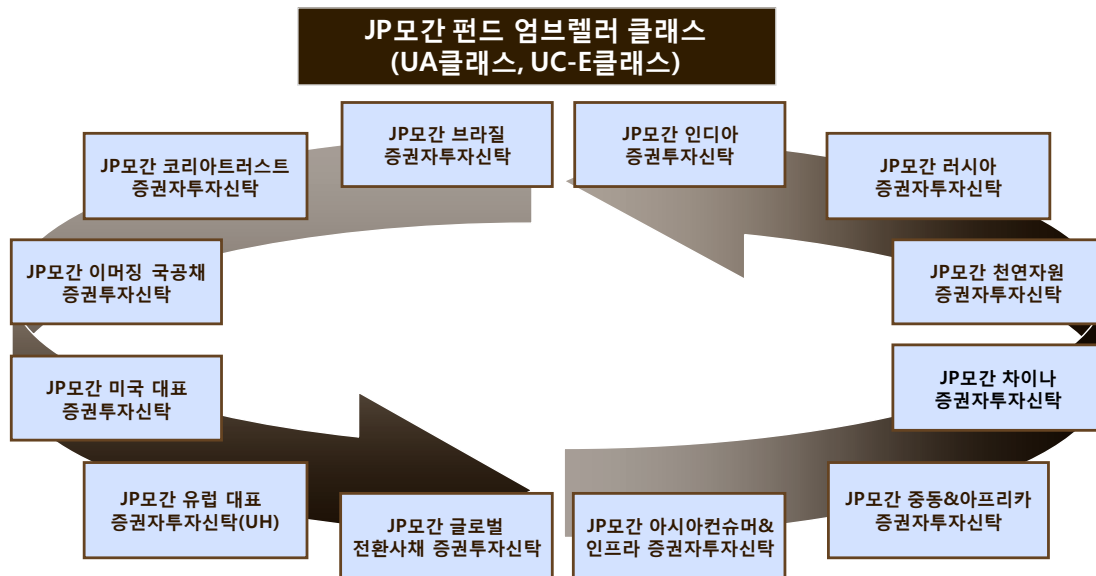 JP모간 펀드 엄브렐러 클래스
(UA클래스, UC-E클래스)
JP모간 브라질
증권자투자신탁
JP모간 인디아
증권자투자신탁
JP모간 코리아트러스트
증권자투자신탁
JP모간 러시아
증권자투자신탁
JP모간 이머징 국공채
증권투자신탁
JP모간 천연자원
증권자투자신탁
JP모간 미국 대표
증권자투자신탁
JP모간 차이나
증권자투자신탁
JP모간 유럽 대표
증권자투자신탁(UH)
JP모간 글로벌
전환사채 증권투자신탁
JP모간 아시아컨슈머&
인프라 증권자투자신탁
JP모간 중동&아프리카
증권자투자신탁